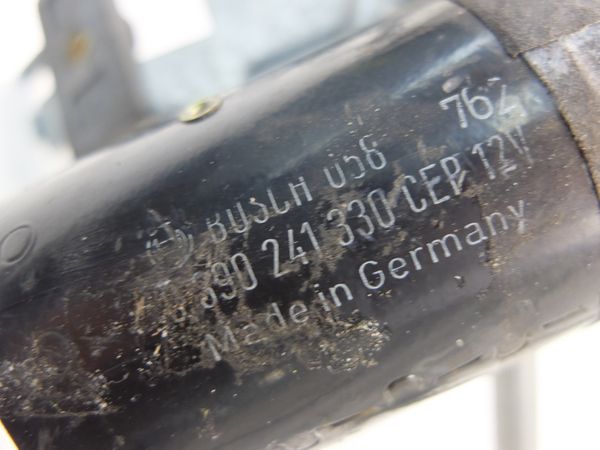 BOSCH 058 762
390 241 330 CEP 12V
Made in Germany